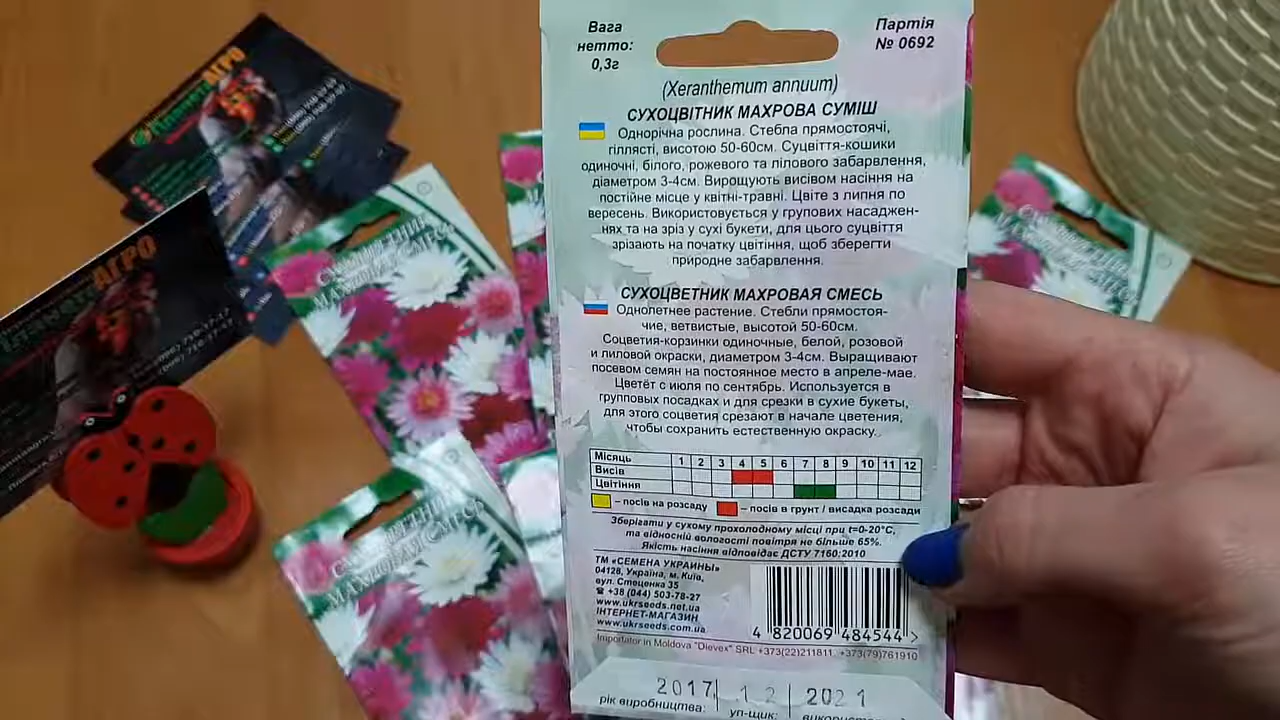 Вага
нетто:
0,3г
Партія
№ 0692
(Xeranthemum annuum)
СУХОЦВІТНИК МАХРОВА СУМІШ
Однорічна рослина. Стебла прямостоячі,
гіллясті, висотою 50-60см. Суцвіття-кошики
одиночні, білого, рожевого та лілового забарвлення,
діаметром 3-4см. Вирощують висівом насіння на
постійне місце у квітні-травні. Цвіте з липня по
вересень. Використовується у групових насаджен-
нях та на зріз у сухі букети, для цього суцвіття
зрізають на початку цвітіння, щоб зберегти
природне забарвлення.
СУХОЦВЕТНИК МАХРОВАЯ СМЕСЬ
Однолетнее растение. Стебли прямостоя-
чие, ветвистые, высотой 50-60см.
Соцветия-корзинки одиночные, белой, розовой
и лиловой окраски, диаметром 3-4см. Выращивают
посевом семян на постоянное место в апреле-мае.
Цветёт с июля по сентябрь. Используется в
групповых посадках и для срезки в сухие букеты,
для этого соцветия срезают в начале цветения,
чтобы сохранить естественную окраску.
Місяць 1 2 3 4 5 6 7 8 9 10 11 12
Висів
Цвітіння
– посів на розсаду – посів в грунт / висадка розсади
Зберігати у сухому прохолодному місці при t=0-20°С,
та відносній вологості повітря не більше 65%.
Якість насіння відповідає ДСТУ 7160:2010
ТМ «СЕМЕНА УКРАИНЫ»
04128, Україна, м. Київ,
вул. Стеценка 35
☎ +38 (044) 503-78-27
www.ukrseeds.net.ua
ІНТЕРНЕТ-МАГАЗИН
www.ukrseeds.com.ua
4 820069 484544 >
Importator in Moldova "Dievex" SRL +373(22)211811, +373(79)761910
2017 12 2021
рік виробництва: уп-щик:
АГРО
АГРО
СУХОЦВЕТНИК
МАХРОВАЯ СМЕСЬ
МАХРОВАЯ СМЕСЬ